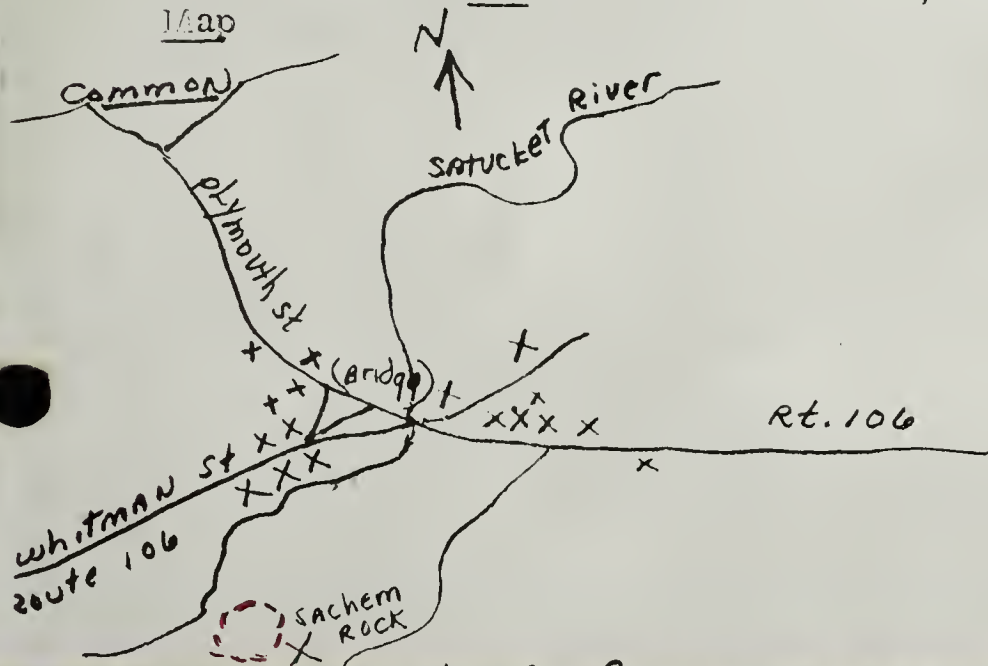 Map
N
Common
River
SATUCKET
PLYMOUTH St
(Bridge)
Rt. 106
Whitman St
Route 106
SACHEM
ROCK